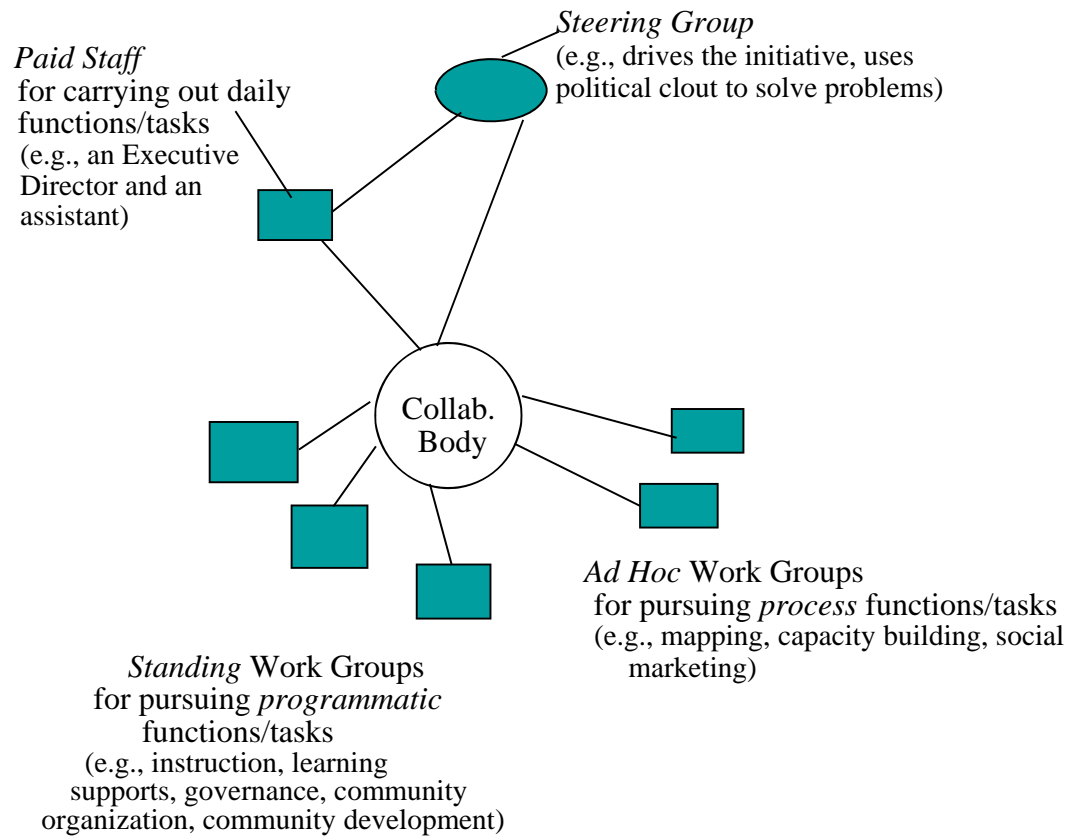 Steering Group
(e.g., drives the initiative, uses
political clout to solve problems)
Paid Staff
for carrying out daily
functions/tasks
(e.g., an Executive
Director and an
assistant)
Collab.
Body
Ad Hoc Work Groups
for pursuing process functions/tasks
(e.g., mapping, capacity building, social
marketing)
Standing Work Groups
for pursuing programmatic
functions/tasks
(e.g., instruction, learning
supports, governance, community
organization, community development)